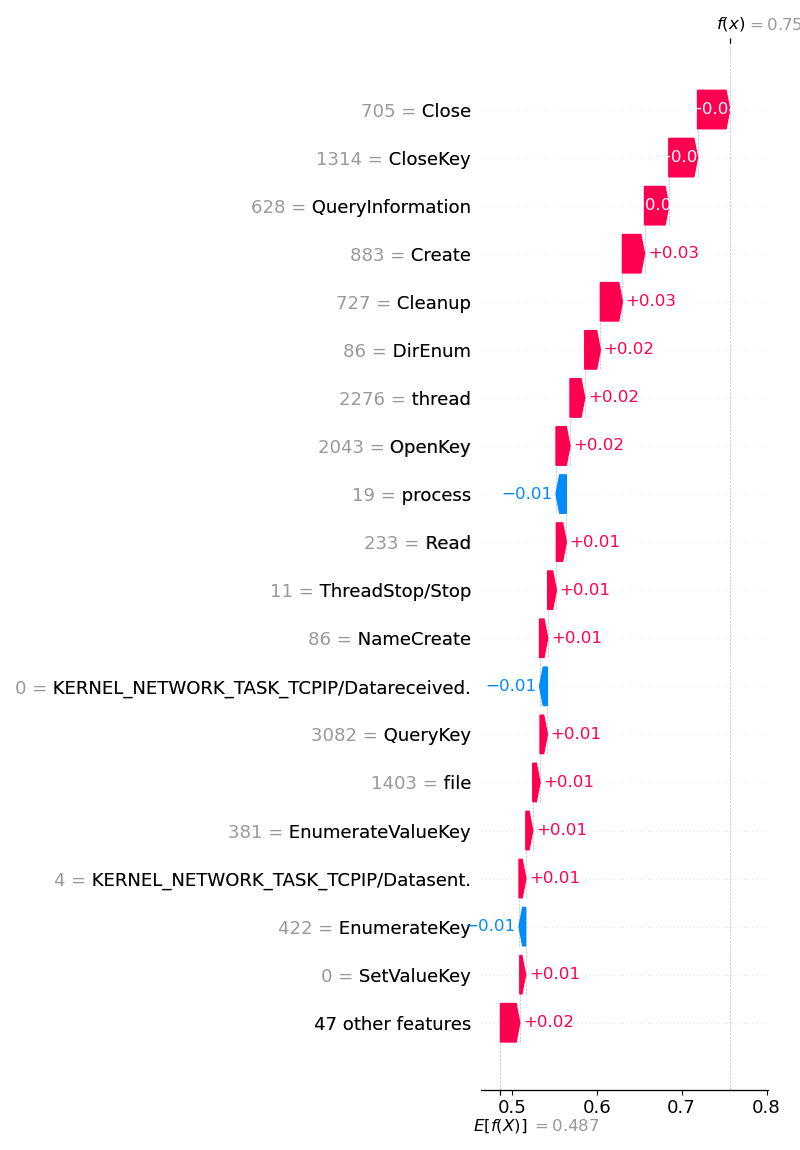 f(x) = 0.75
705 = Close
1314 = CloseKey
628 = QueryInformation
883 = Create
+0.03
727 = Cleanup
+0.03
86 = DirEnum
+0.02
2276 = thread
+0.02
2043 = OpenKey
+0.02
19 = process
−0.01
233 = Read
+0.01
11 = ThreadStop/Stop
+0.01
86 = NameCreate
+0.01
0 = KERNEL_NETWORK_TASK_TCPIP/Datareceived.
−0.01
3082 = QueryKey
+0.01
1403 = file
+0.01
381 = EnumerateValueKey
+0.01
4 = KERNEL_NETWORK_TASK_TCPIP/Datasent.
+0.01
422 = EnumerateKey
−0.01
0 = SetValueKey
+0.01
47 other features
+0.02
0.5 0.6 0.7 0.8
E[f(X)] = 0.487